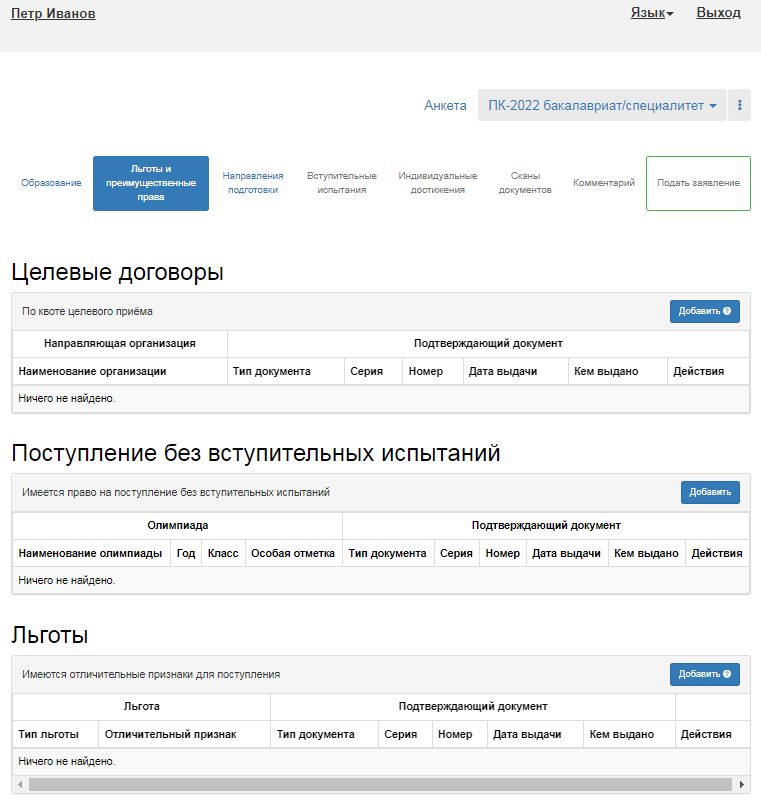 Петр Иванов Язык Выход
Анкета ПК-2022 бакалавриат/специалитет
Образование
Льготы и
преимущественные
права
Направления
подготовки
Вступительные
испытания
Индивидуальные
достижения
Сканы
документов
Комментарий
Подать заявление
Целевые договоры
По квоте целевого приёма Добавить
Направляющая организация Подтверждающий документ
Наименование организации Тип документа Серия Номер Дата выдачи Кем выдано Действия
Ничего не найдено.
Поступление без вступительных испытаний
Имеется право на поступление без вступительных испытаний Добавить
Олимпиада Подтверждающий документ
Наименование олимпиады Год Класс Особая отметка Тип документа Серия Номер Дата выдачи Кем выдано Действия
Ничего не найдено.
Льготы
Имеются отличительные признаки для поступления Добавить
Льгота Подтверждающий документ
Тип льготы Отличительный признак Тип документа Серия Номер Дата выдачи Кем выдано Действия
Ничего не найдено.